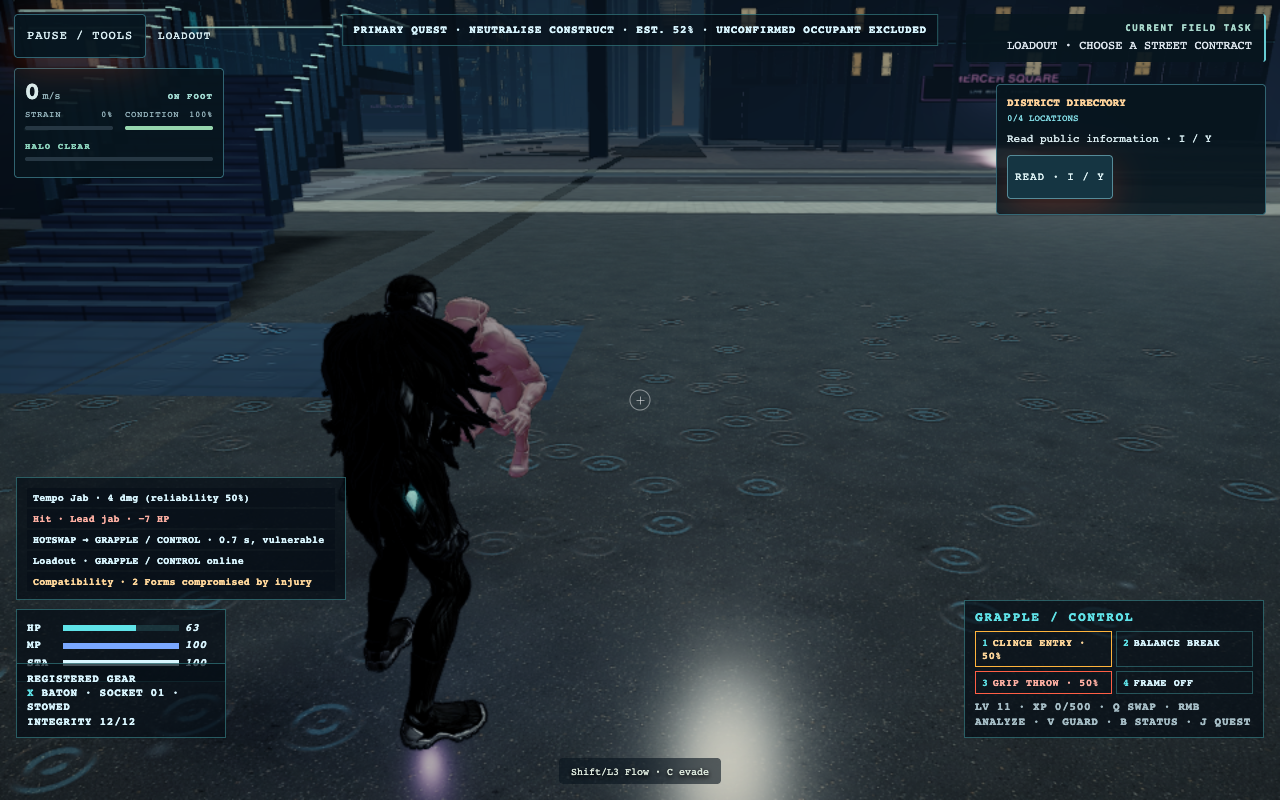 PAUSE / TOOLS
LOADOUT
PRIMARY QUEST · NEUTRALISE CONSTRUCT · EST. 52% · UNCONFIRMED OCCUPANT EXCLUDED
CURRENT FIELD TASK
LOADOUT · CHOOSE A STREET CONTRACT
0 m/s
ON FOOT
STRAIN 0%
CONDITION 100%
HALO CLEAR
MERCER SQUARE
DISTRICT DIRECTORY
0/4 LOCATIONS
Read public information · I / Y
READ · I / Y
Tempo Jab · 4 dmg (reliability 50%)
Hit · Lead jab · −7 HP
HOTSWAP → GRAPPLE / CONTROL · 0.7 s, vulnerable
Loadout · GRAPPLE / CONTROL online
Compatibility · 2 Forms compromised by injury
HP 63
MP 100
STA 100
REGISTERED GEAR
X BATON · SOCKET 01 ·
STOWED
INTEGRITY 12/12
GRAPPLE / CONTROL
1 CLINCH ENTRY ·
50%
2 BALANCE BREAK
3 GRIP THROW · 50%
4 FRAME OFF
LV 11 · XP 0/500 · Q SWAP · RMB
ANALYZE · V GUARD · B STATUS · J QUEST
Shift/L3 Flow · C evade